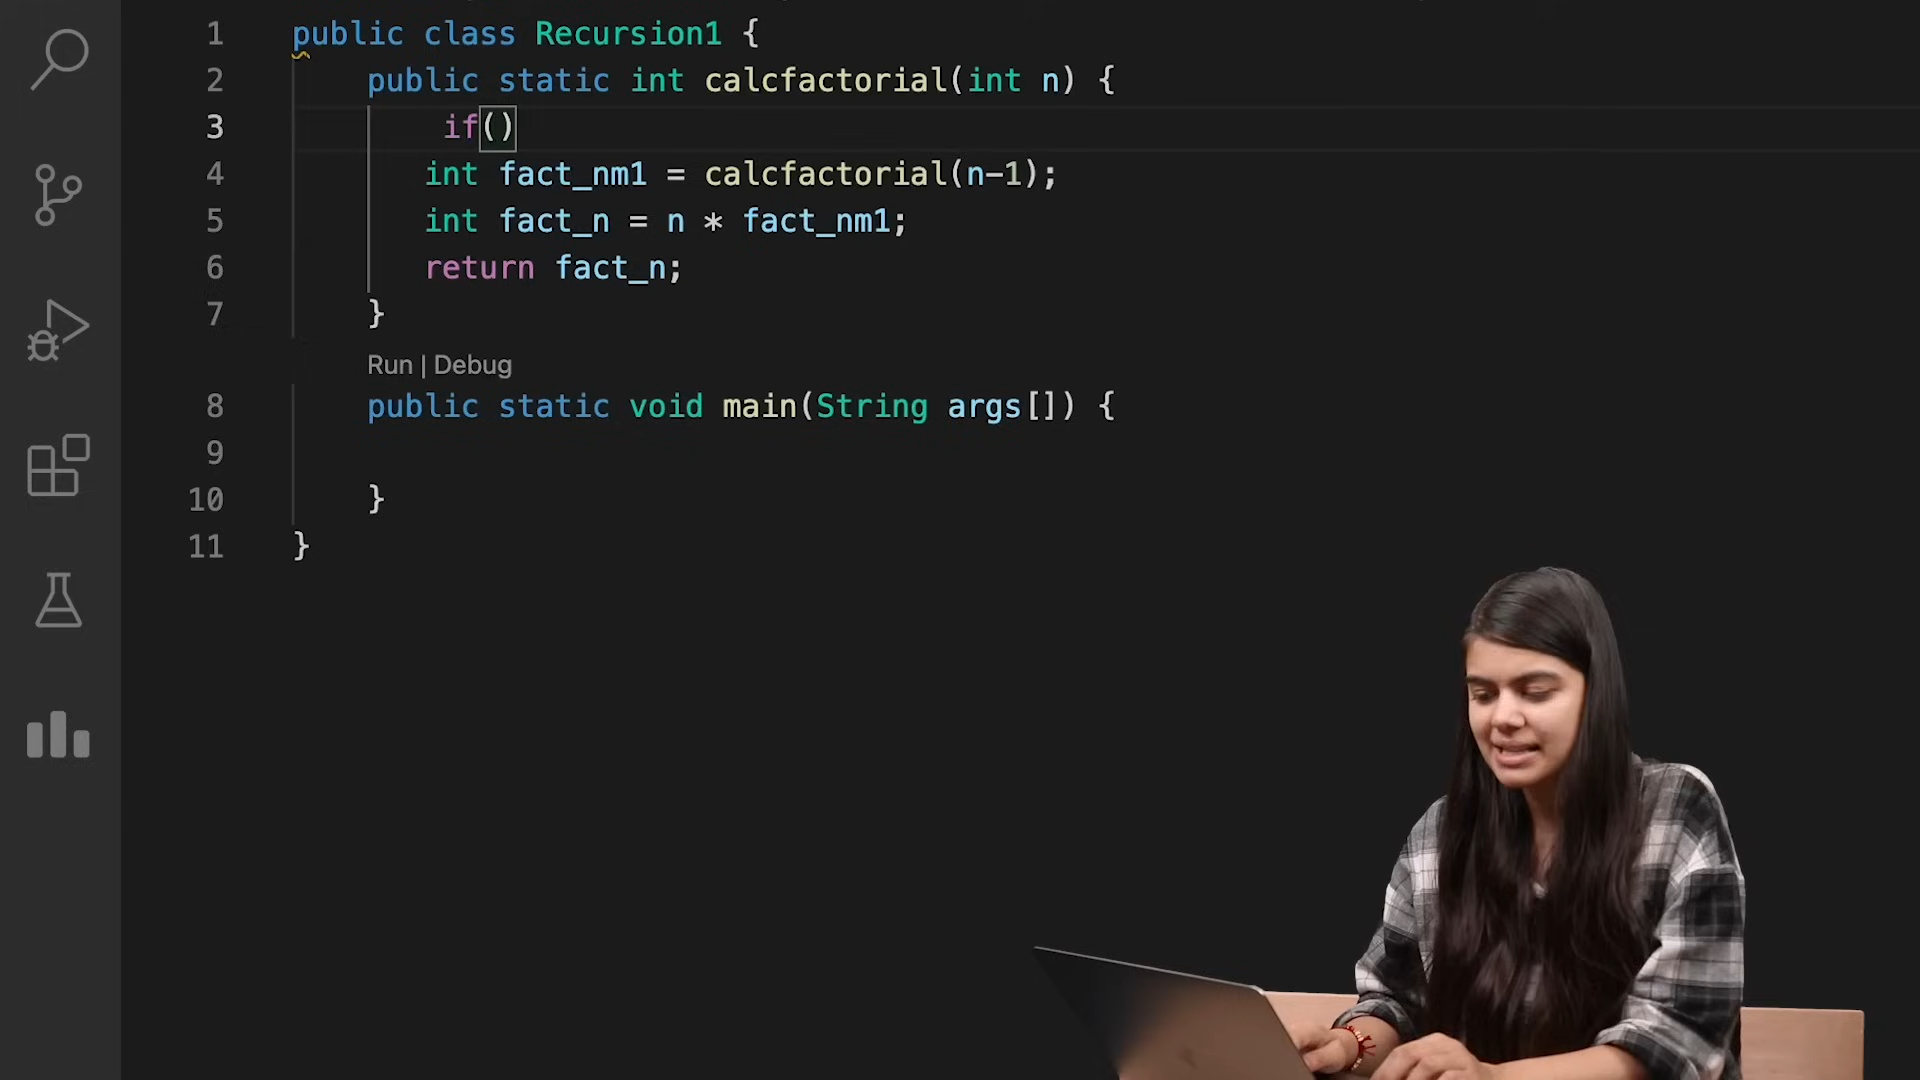 1 public class Recursion1 {
2 public static int calcfactorial(int n) {
3 if()
4 int fact_nm1 = calcfactorial(n-1);
5 int fact_n = n * fact_nm1;
6 return fact_n;
7 }
Run | Debug
8 public static void main(String args[]) {
9
10 }
11 }